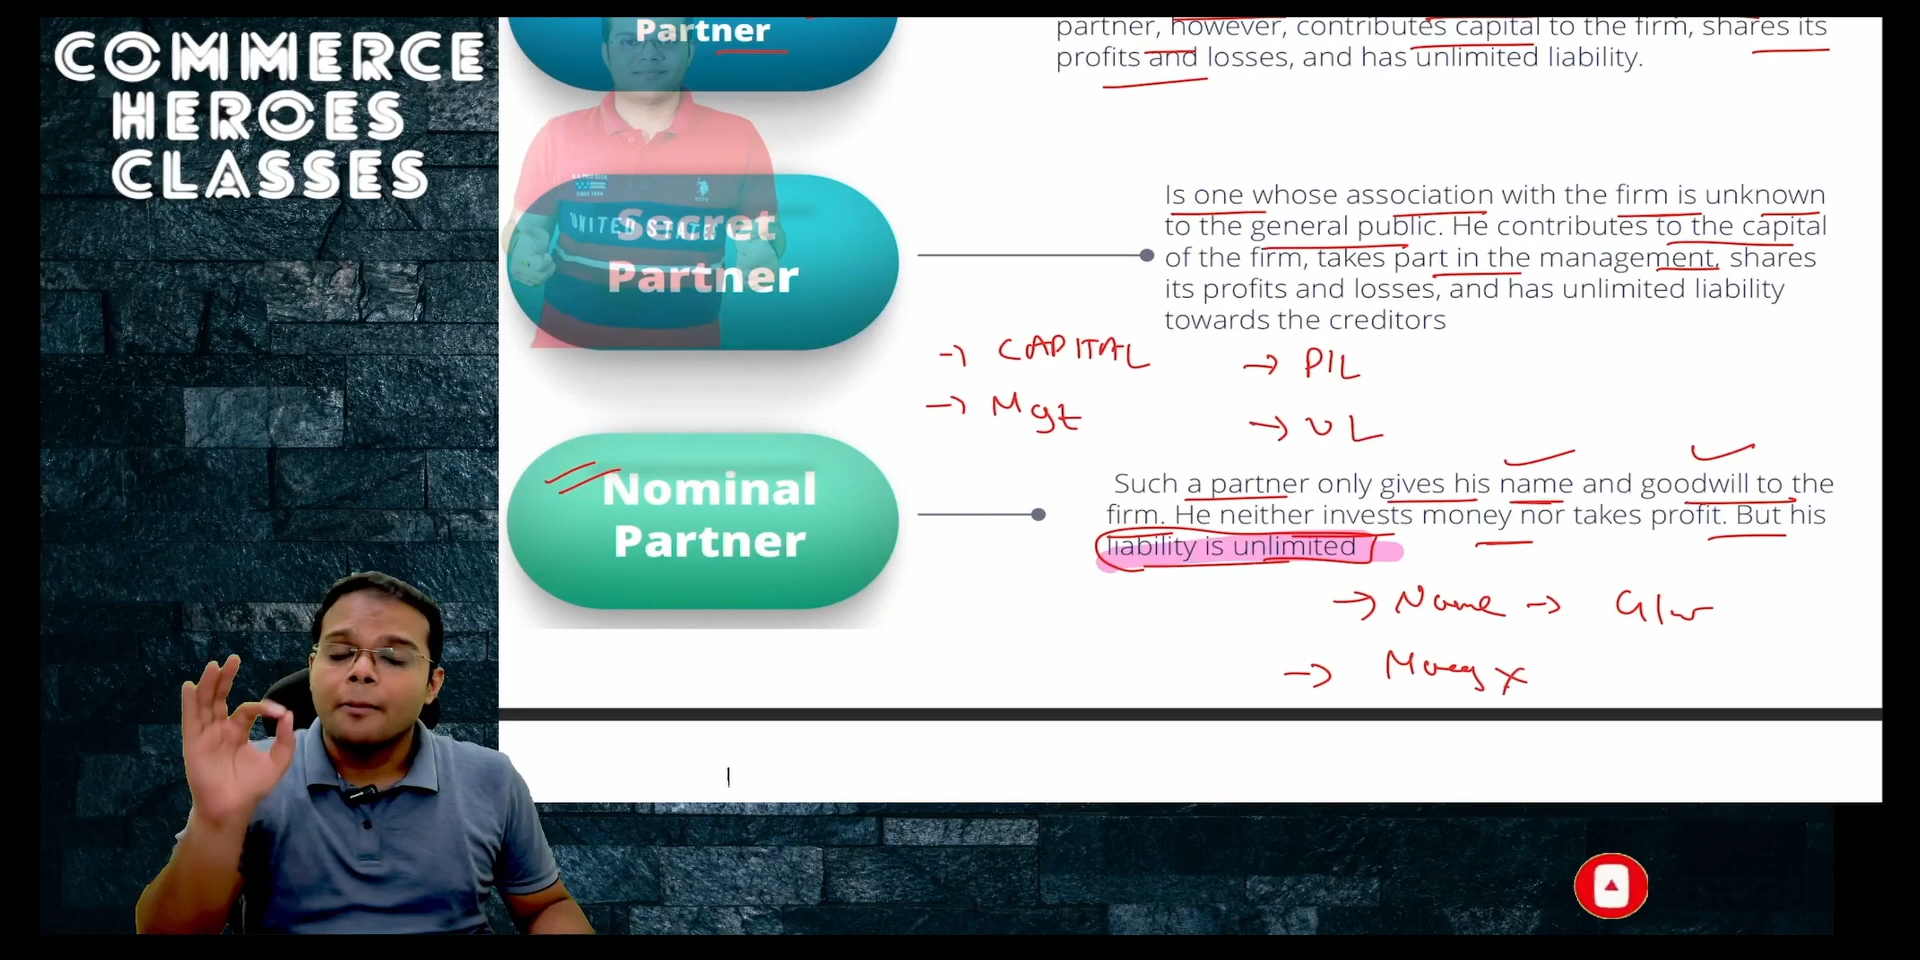 COMMERCE
HEROES
CLASSES
Partner
partner, however, contributes capital to the firm, shares its
profits and losses, and has unlimited liability.
Secret
Partner
UNITED STATES
Is one whose association with the firm is unknown
to the general public. He contributes to the capital
of the firm, takes part in the management, shares
its profits and losses, and has unlimited liability
towards the creditors
→ CAPITAL
→ P/L
→ Mgt
→ UL
Nominal
Partner
Such a partner only gives his name and goodwill to the
firm. He neither invests money nor takes profit. But his
liability is unlimited
→ Name → G/w
→ Money x